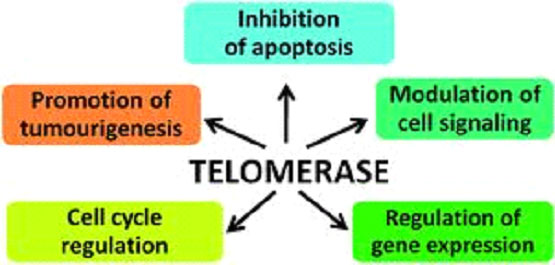 Inhibition
of apoptosis
Promotion of
tumourigenesis
Modulation of
cell signaling
TELOMERASE
Cell cycle
regulation
Regulation of
gene expression